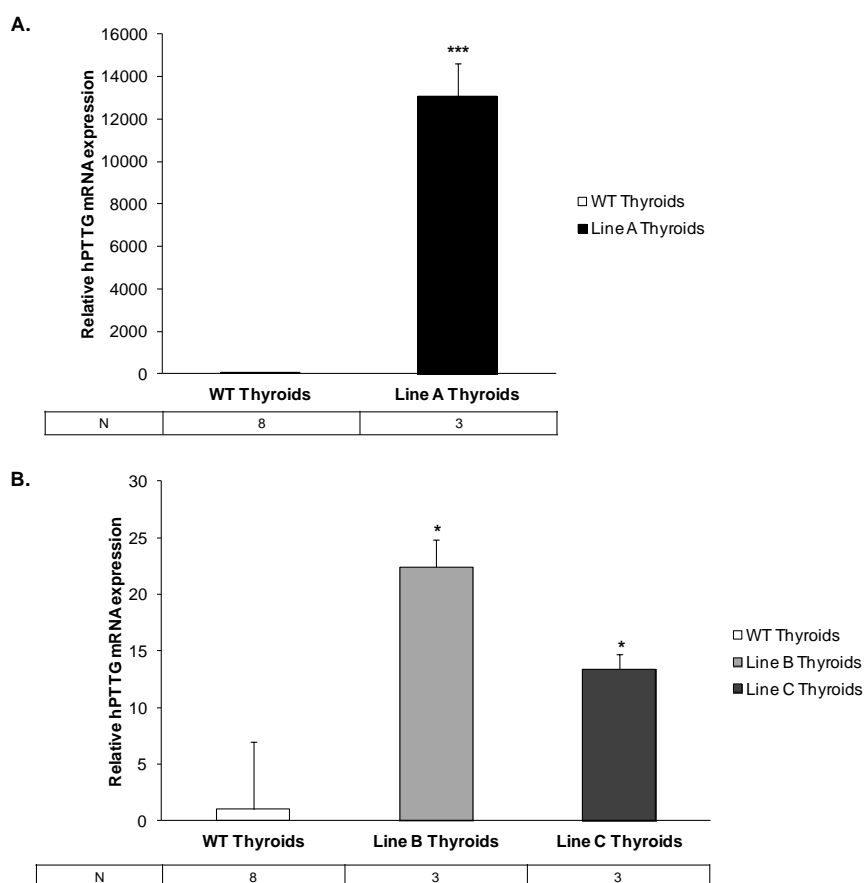 A.
Relative hPTTG mRNA expression
16000
14000
12000
10000
8000
6000
4000
2000
0
***
WT Thyroids
Line A Thyroids
WT Thyroids Line A Thyroids
N 8 3
B.
Relative hPTTG mRNA expression
30
25
20
15
10
5
0
*
*
WT Thyroids
Line B Thyroids
Line C Thyroids
WT Thyroids Line B Thyroids Line C Thyroids
N 8 3 3